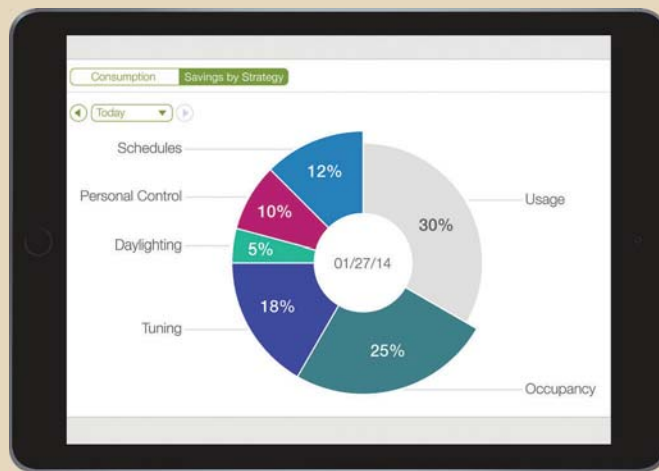 Consumption
Savings by Strategy
Today
Schedules
12%
Personal Control
10%
Usage
30%
Daylighting
5%
01/27/14
Tuning
18%
25%
Occupancy